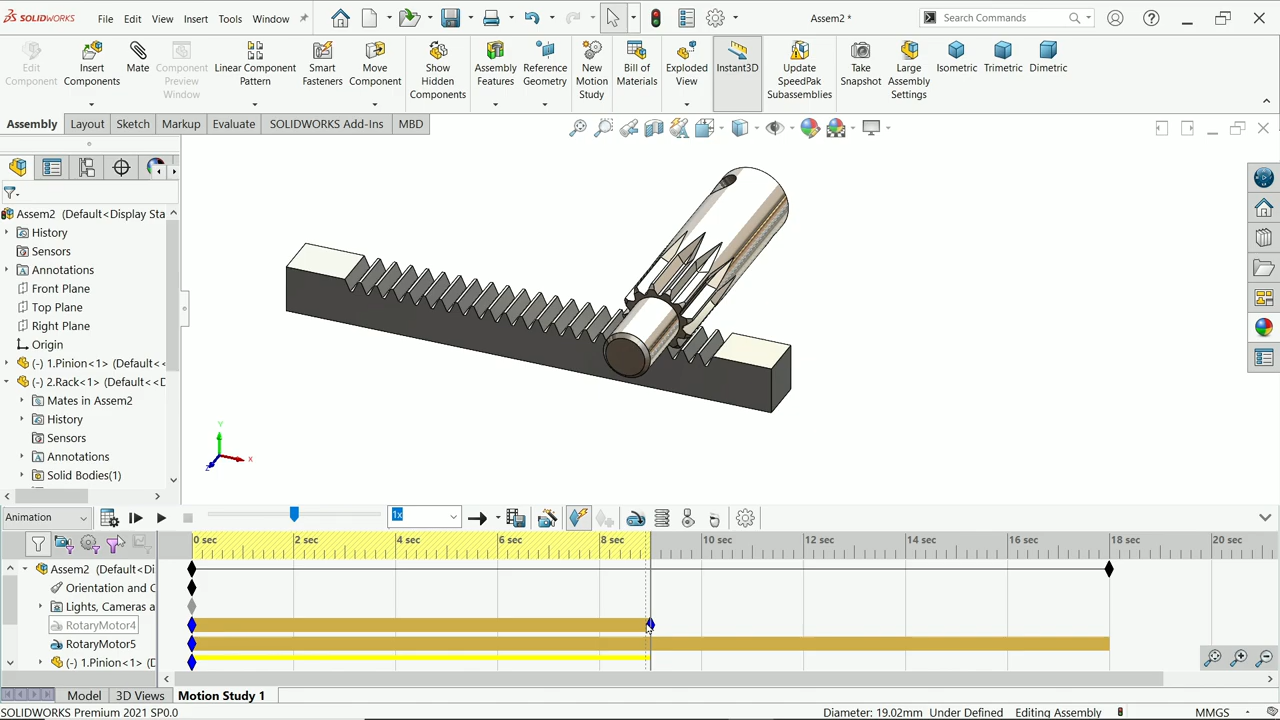 SOLIDWORKS File Edit View Insert Tools Window Assem2 * Search Commands
Edit Component
Insert Components
Mate
Component Preview Window
Linear Component Pattern
Smart Fasteners
Move Component
Show Hidden Components
Assembly Features
Reference Geometry
New Motion Study
Bill of Materials
Exploded View
Instant3D
Update SpeedPak Subassemblies
Take Snapshot
Large Assembly Settings
Isometric
Trimetric
Dimetric
Assembly Layout Sketch Markup Evaluate SOLIDWORKS Add-Ins MBD
Assem2 (Default<Display Sta
History
Sensors
Annotations
Front Plane
Top Plane
Right Plane
Origin
(-) 1.Pinion<1> (Default<
(-) 2.Rack<1> (Default<<D
Mates in Assem2
History
Sensors
Annotations
Solid Bodies(1)
Y
X
Z
Animation 1x
0 sec 2 sec 4 sec 6 sec 8 sec 10 sec 12 sec 14 sec 16 sec 18 sec 20 sec
Assem2 (Default<Di
Orientation and C
Lights, Cameras a
RotaryMotor4
RotaryMotor5
(-) 1.Pinion<1> (D
Model 3D Views Motion Study 1
SOLIDWORKS Premium 2021 SP0.0 Diameter: 19.02mm Under Defined Editing Assembly MMGS